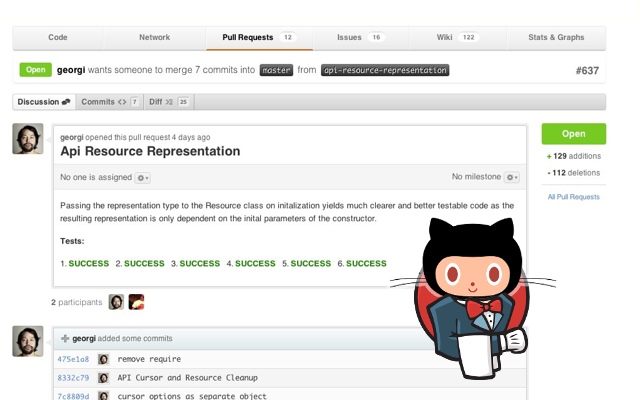 Code Network Pull Requests 12 Issues 16 Wiki 122 Stats & Graphs
Open georgi wants someone to merge 7 commits into master from api-resource-representation #637
Discussion Commits 7 Diff 25
georgi opened this pull request 4 days ago
Api Resource Representation
Open
+ 129 additions
- 112 deletions
All Pull Requests
No one is assigned No milestone
Passing the representation type to the Resource class on initalization yields much clearer and better testable code as the
resulting representation is only dependent on the inital parameters of the constructor.
Tests:
1. SUCCESS 2. SUCCESS 3. SUCCESS 4. SUCCESS 5. SUCCESS 6. SUCCESS
2 participants
georgi added some commits
475e1a8 remove require
8332c79 API Cursor and Resource Cleanup
7c8809d cursor options as separate object